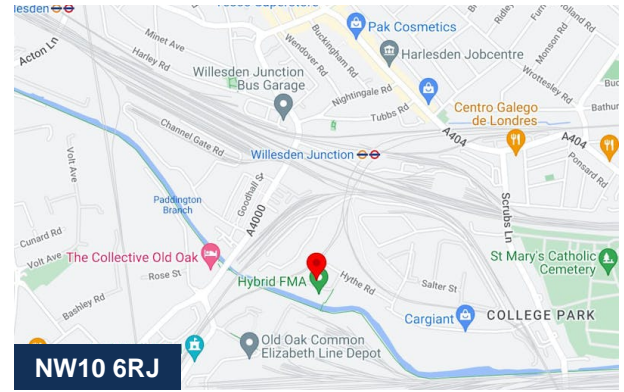 lesden
Pak Cosmetics
Acton Ln
Minet Ave
Harley Rd
Wendover Rd
Buckingham Rd
Harlesden Jobcentre
Willesden Junction
Bus Garage
Nightingale Rd
Tubbs Rd
Wrottesley Rd
Monson Rd
Holland Rd
Centro Galego
de Londres
A404
A404
Ponsard Rd
Channel Gate Rd
Willesden Junction
Volt Ave
Paddington
Branch
Goodhall St
A4000
Scrubs Ln
Cunard Rd
Volt Ave
The Collective Old Oak
Rose St
Bashley Rd
Hybrid FMA
Hythe Rd
Salter St
St Mary's Catholic
Cemetery
Cargiant
COLLEGE PARK
Old Oak Common
Elizabeth Line Depot
NW10 6RJ